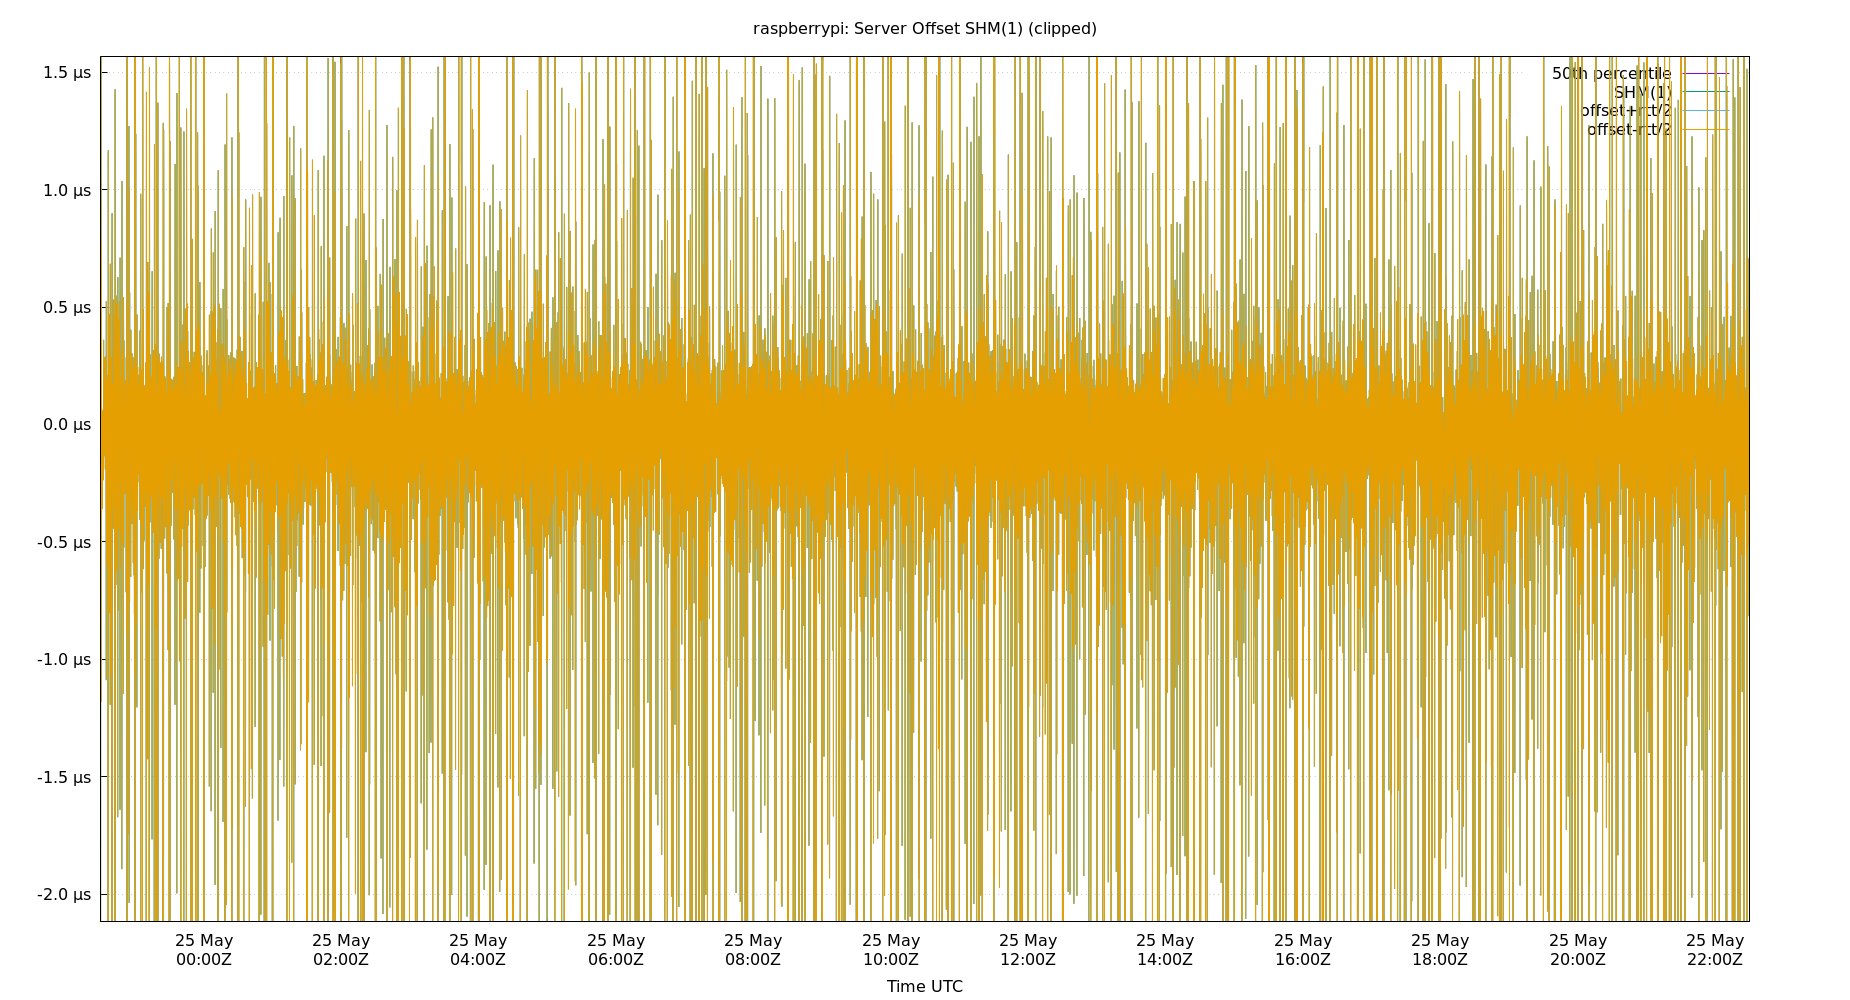 raspberrypi: Server Offset SHM(1) (clipped)
1.5 µs
1.0 µs
0.5 µs
0.0 µs
-0.5 µs
-1.0 µs
-1.5 µs
-2.0 µs
50th percentile
SHM(1)
offset+rtt/2
offset-rtt/2
25 May 25 May 25 May 25 May 25 May 25 May 25 May 25 May 25 May 25 May 25 May 25 May
00:00Z 02:00Z 04:00Z 06:00Z 08:00Z 10:00Z 12:00Z 14:00Z 16:00Z 18:00Z 20:00Z 22:00Z
Time UTC